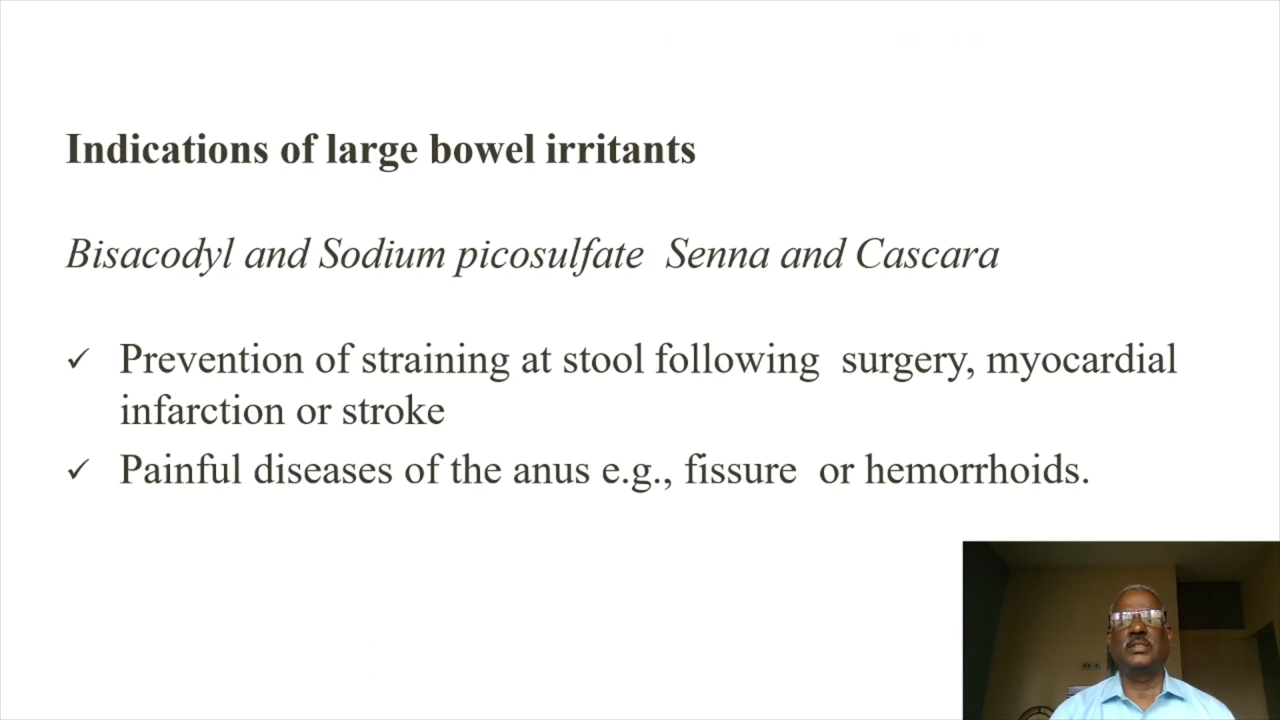 Indications of large bowel irritants
Bisacodyl and Sodium picosulfate  Senna and Cascara
✓ Prevention of straining at stool following  surgery, myocardial
infarction or stroke
✓ Painful diseases of the anus e.g., fissure  or hemorrhoids.